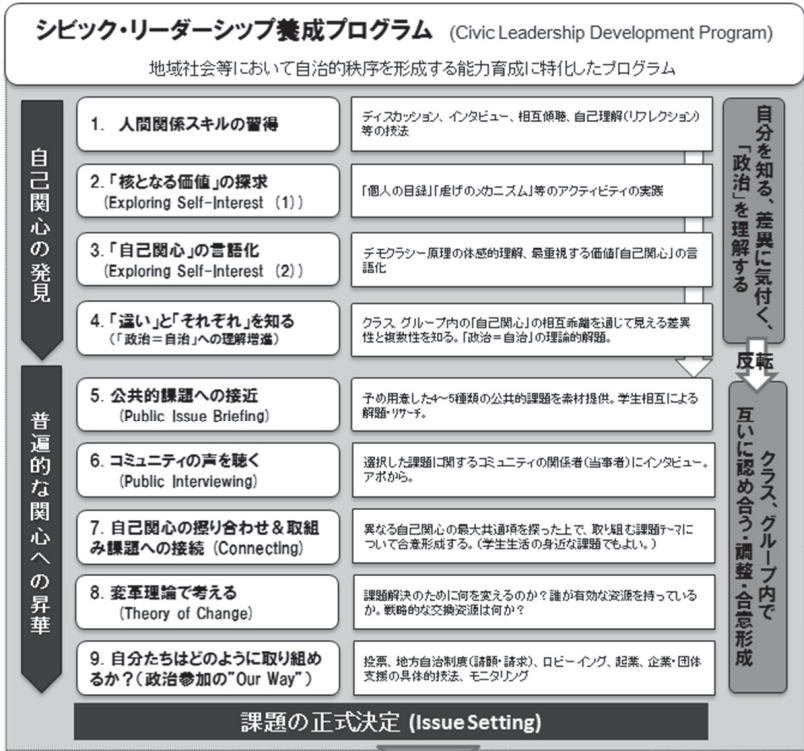 シビック・リーダーシップ養成プログラム (Civic Leadership Development Program)
地域社会等において自治的秩序を形成する能力育成に特化したプログラム
自己関心の発見
1. 人間関係スキルの習得
ディスカッション、インタビュー、相互傾聴、自己理解(リフレクション)
等の技法
2.「核となる価値」の探求
(Exploring Self-Interest (1))
「個人の目録」「虐げのメカニズム」等のアクティビティの実践
3.「自己関心」の言語化
(Exploring Self-Interest (2))
デモクラシー原理の体感的理解、最重視する価値「自己関心」の言
語化
4.「違い」と「それぞれ」を知る
(「政治=自治」への理解増進)
クラス、グループ内の「自己関心」の相互乖離を通じて見える差異
性と複数性を知る。「政治=自治」の理論的解題。
自分を知る、差異に気付く、
「政治」を理解する
反転
普遍的な関心への昇華
5. 公共的課題への接近
(Public Issue Briefing)
予め用意した4~5種類の公共的課題を素材提供。学生相互による
解題・リサーチ。
6. コミュニティの声を聴く
(Public Interviewing)
選択した課題に関するコミュニティの関係者(当事者)にインタビュー。
アポから。
7. 自己関心の擦り合わせ&取組
み課題への接続 (Connecting)
異なる自己関心の最大共通項を探った上で、取り組む課題テーマに
ついて合意形成する。(学生生活の身近な課題でもよい。)
8. 変革理論で考える
(Theory of Change)
課題解決のために何を変えるのか?誰が有効な資源を持っている
か。戦略的な交換資源は何か?
9. 自分たちはどのように取り組め
るか?(政治参加の"Our Way")
投票、地方自治制度(請願・請求)、ロビーイング、起業、企業・団体
支援の具体的技法、モニタリング
クラス、グループ内で
互いに認め合う・調整・合意形成
課題の正式決定 (Issue Setting)